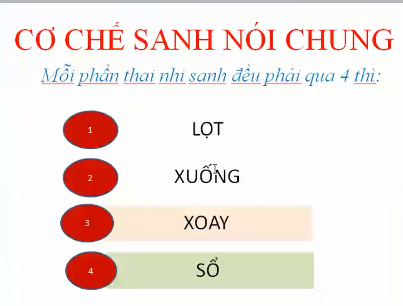 CƠ CHẾ SANH NÓI CHUNG
Mỗi phần thai nhi sanh đều phải qua 4 thì:
1 LỌT
2 XUỐNG
3 XOAY
4 SỔ